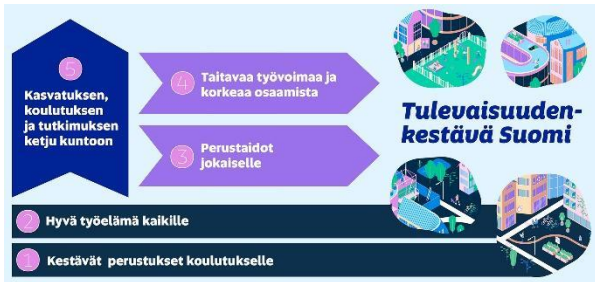 5
Kasvatuksen,
koulutuksen
ja tutkimuksen
ketju kuntoon
4
Taitavaa työvoimaa ja
korkeaa osaamista
3
Perustaidot
jokaiselle
Tulevaisuuden-
kestävä Suomi
2 Hyvä työelämä kaikille
1 Kestävät perustukset koulutukselle